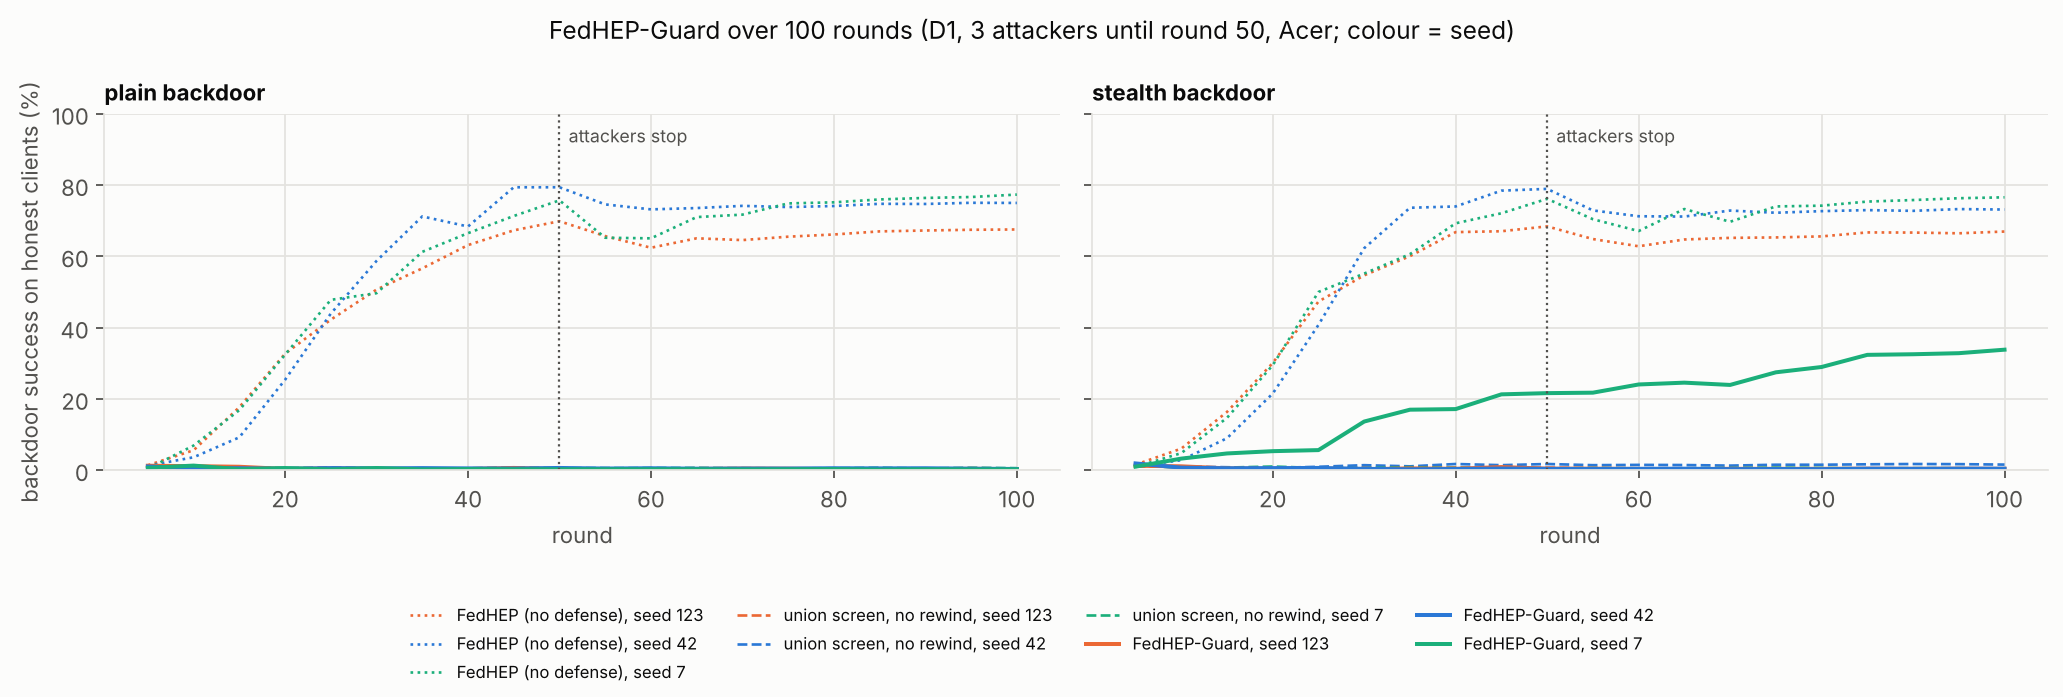 FedHEP-Guard over 100 rounds (D1, 3 attackers until round 50, Acer; colour = seed)
plain backdoor
backdoor success on honest clients (%)
100
80
60
40
20
0
attackers stop
20 40 60 80 100
round
stealth backdoor
attackers stop
20 40 60 80 100
round
FedHEP (no defense), seed 123
FedHEP (no defense), seed 42
FedHEP (no defense), seed 7
union screen, no rewind, seed 123
union screen, no rewind, seed 42
union screen, no rewind, seed 7
FedHEP-Guard, seed 123
FedHEP-Guard, seed 42
FedHEP-Guard, seed 7